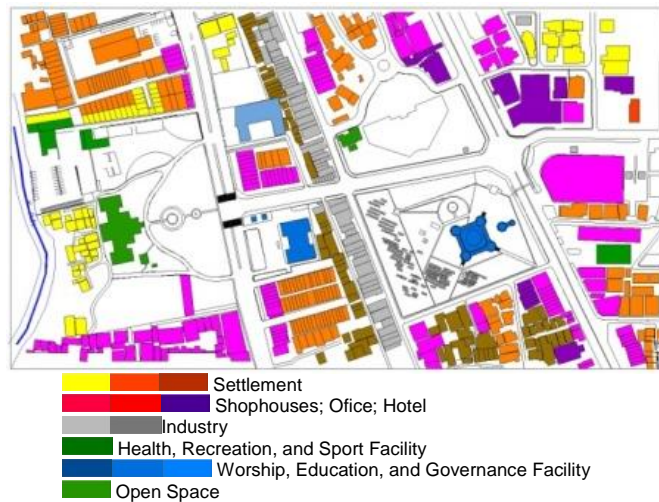 Settlement
Shophouses; Ofice; Hotel
Industry
Health, Recreation, and Sport Facility
Worship, Education, and Governance Facility
Open Space